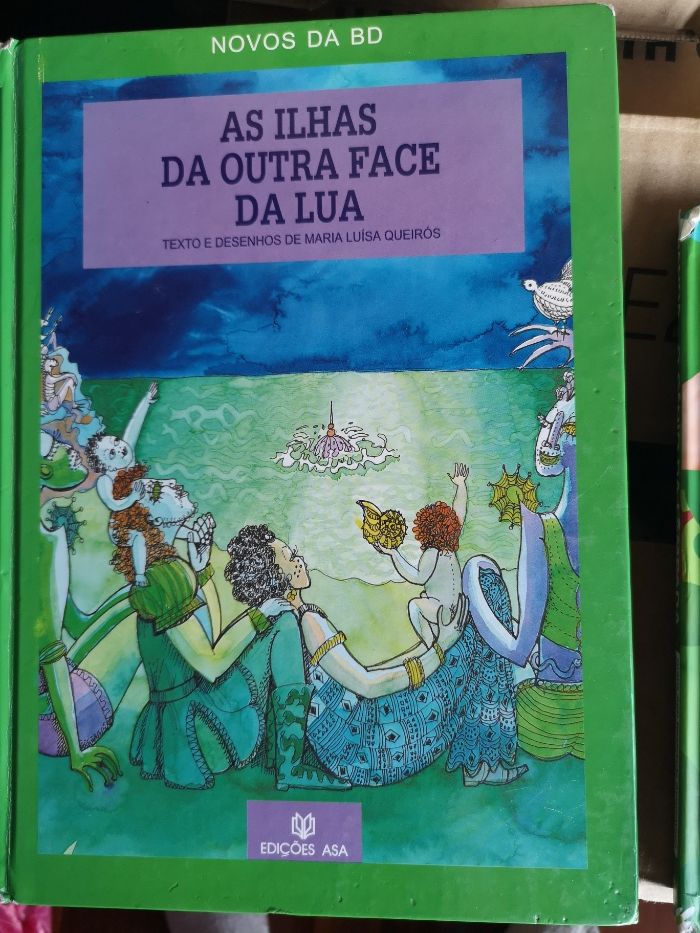 NOVOS DA BD
AS ILHAS
DA OUTRA FACE
DA LUA
TEXTO E DESENHOS DE MARIA LUÍSA QUEIRÓS
EDIÇÕES ASA